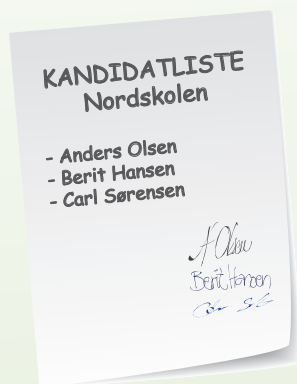 KANDIDATLISTE
Nordskolen
- Anders Olsen
- Berit Hansen
- Carl Sørensen
A Olsen
Berit Hansen